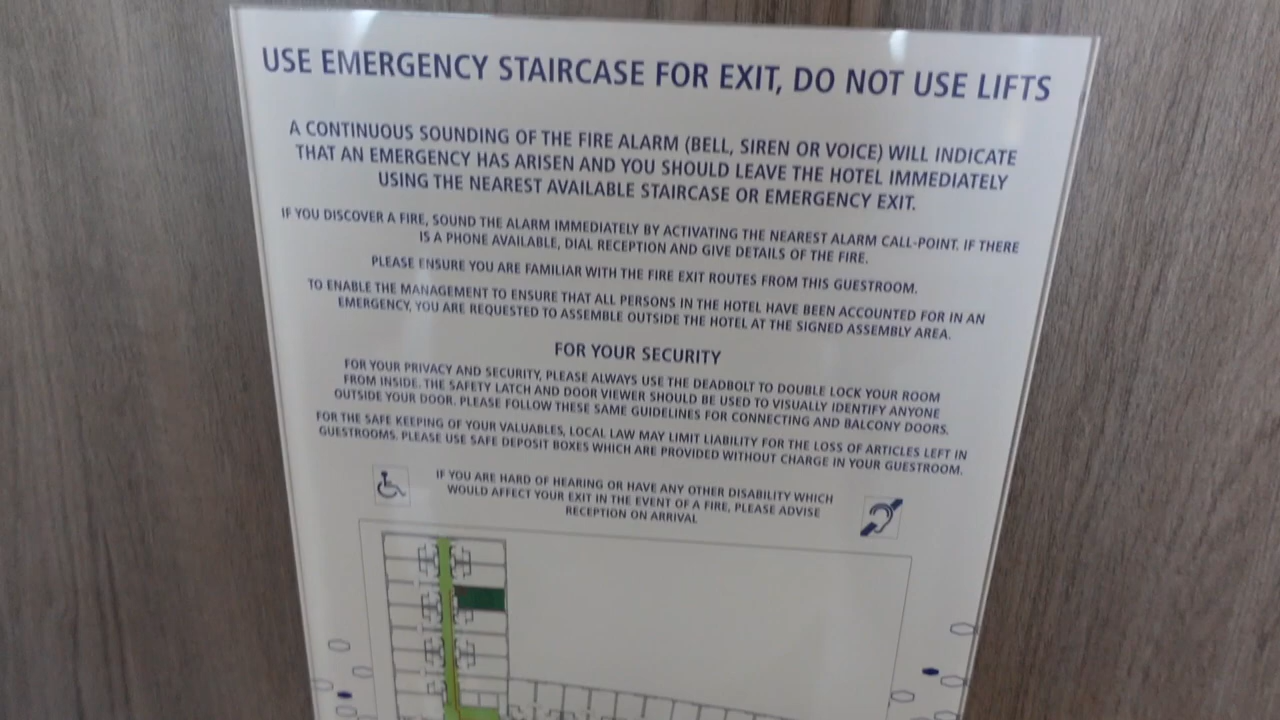 USE EMERGENCY STAIRCASE FOR EXIT, DO NOT USE LIFTS
A CONTINUOUS SOUNDING OF THE FIRE ALARM (BELL, SIREN OR VOICE) WILL INDICATE
THAT AN EMERGENCY HAS ARISEN AND YOU SHOULD LEAVE THE HOTEL IMMEDIATELY
USING THE NEAREST AVAILABLE STAIRCASE OR EMERGENCY EXIT.
IF YOU DISCOVER A FIRE, SOUND THE ALARM IMMEDIATELY BY ACTIVATING THE NEAREST ALARM CALL-POINT. IF THERE
IS A PHONE AVAILABLE, DIAL RECEPTION AND GIVE DETAILS OF THE FIRE.
PLEASE ENSURE YOU ARE FAMILIAR WITH THE FIRE EXIT ROUTES FROM THIS GUESTROOM.
TO ENABLE THE MANAGEMENT TO ENSURE THAT ALL PERSONS IN THE HOTEL HAVE BEEN ACCOUNTED FOR IN AN
EMERGENCY, YOU ARE REQUESTED TO ASSEMBLE OUTSIDE THE HOTEL AT THE SIGNED ASSEMBLY AREA.
FOR YOUR SECURITY
FOR YOUR PRIVACY AND SECURITY, PLEASE ALWAYS USE THE DEADBOLT TO DOUBLE LOCK YOUR ROOM
FROM INSIDE. THE SAFETY LATCH AND DOOR VIEWER SHOULD BE USED TO VISUALLY IDENTIFY ANYONE
OUTSIDE YOUR DOOR. PLEASE FOLLOW THESE SAME GUIDELINES FOR CONNECTING AND BALCONY DOORS.
FOR THE SAFE KEEPING OF YOUR VALUABLES, LOCAL LAW MAY LIMIT LIABILITY FOR THE LOSS OF ARTICLES LEFT IN
GUESTROOMS. PLEASE USE SAFE DEPOSIT BOXES WHICH ARE PROVIDED WITHOUT CHARGE IN YOUR GUESTROOM.
IF YOU ARE HARD OF HEARING OR HAVE ANY OTHER DISABILITY WHICH
WOULD AFFECT YOUR EXIT IN THE EVENT OF A FIRE, PLEASE ADVISE
RECEPTION ON ARRIVAL